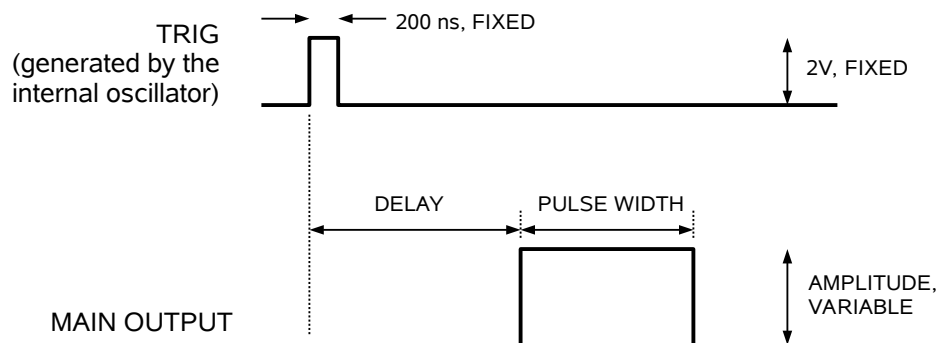 200 ns, FIXED
TRIG
(generated by the
internal oscillator)
2V, FIXED
DELAY
PULSE WIDTH
AMPLITUDE,
VARIABLE
MAIN OUTPUT